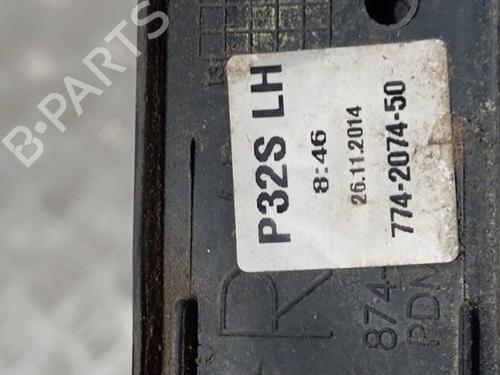 B-PARTS
P32S LH
8:46
26.11.2014
774-2074-50
R
874-
PDM